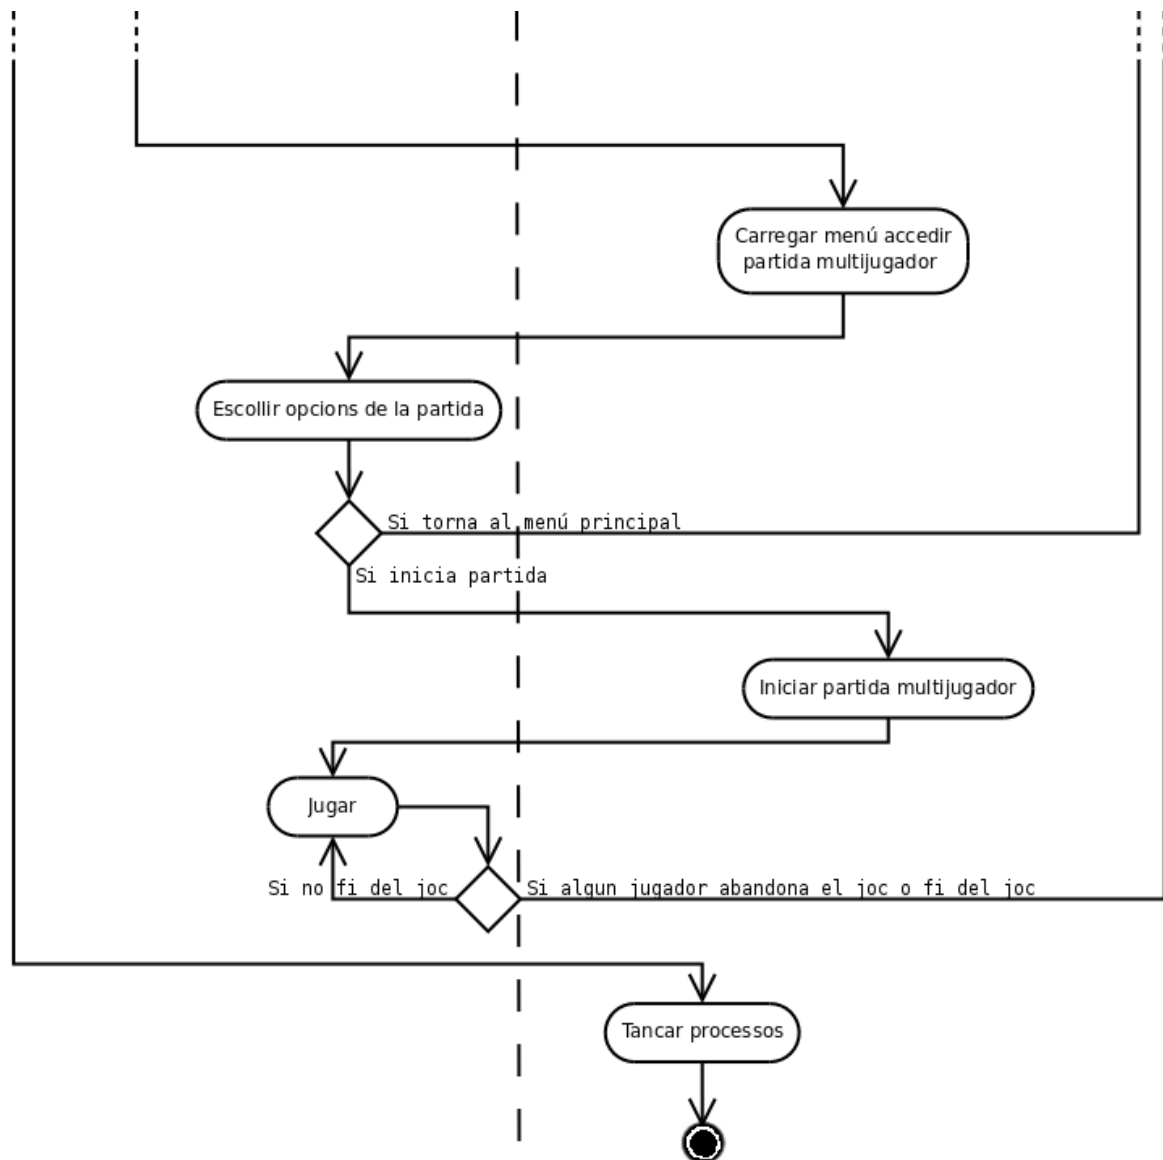 Carregar menú accedir
partida multijugador
Escollir opcions de la partida
Si torna al menú principal
Si inicia partida
Iniciar partida multijugador
Jugar
Si no fi del joc
Si algun jugador abandona el joc o fi del joc
Tancar processos